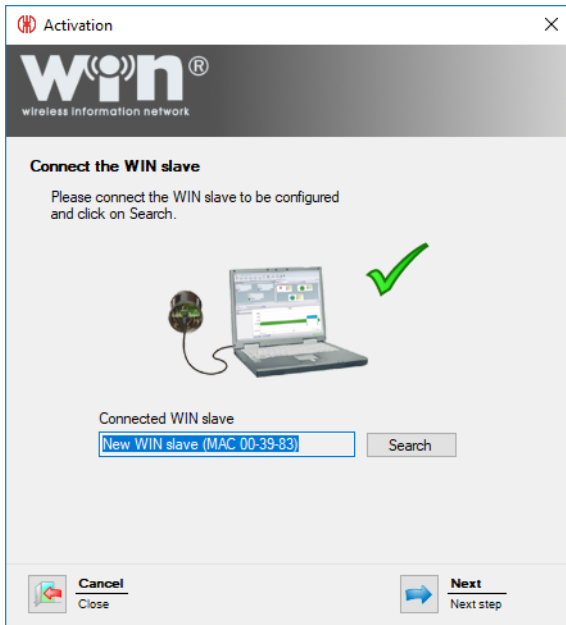 Activation
WIN®
wireless information network
Connect the WIN slave
Please connect the WIN slave to be configured
and click on Search.
Connected WIN slave
New WIN slave (MAC 00-39-83)
Search
Cancel
Close
Next
Next step